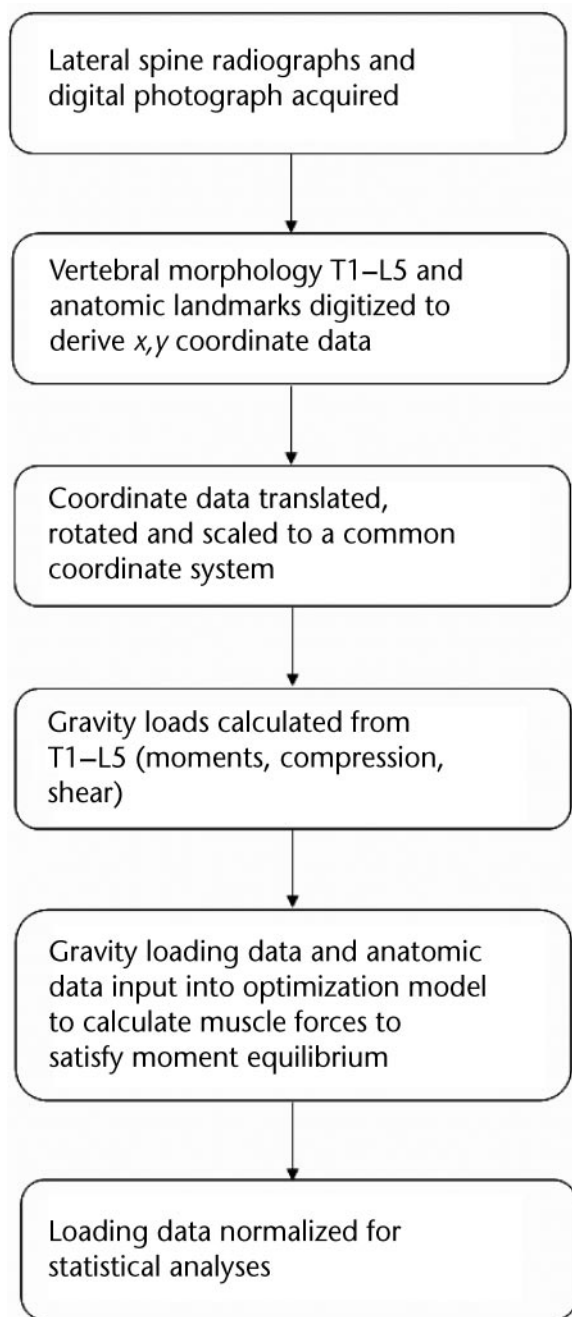 Lateral spine radiographs and
digital photograph acquired
Vertebral morphology T1–L5 and
anatomic landmarks digitized to
derive x,y coordinate data
Coordinate data translated,
rotated and scaled to a common
coordinate system
Gravity loads calculated from
T1–L5 (moments, compression,
shear)
Gravity loading data and anatomic
data input into optimization model
to calculate muscle forces to
satisfy moment equilibrium
Loading data normalized for
statistical analyses